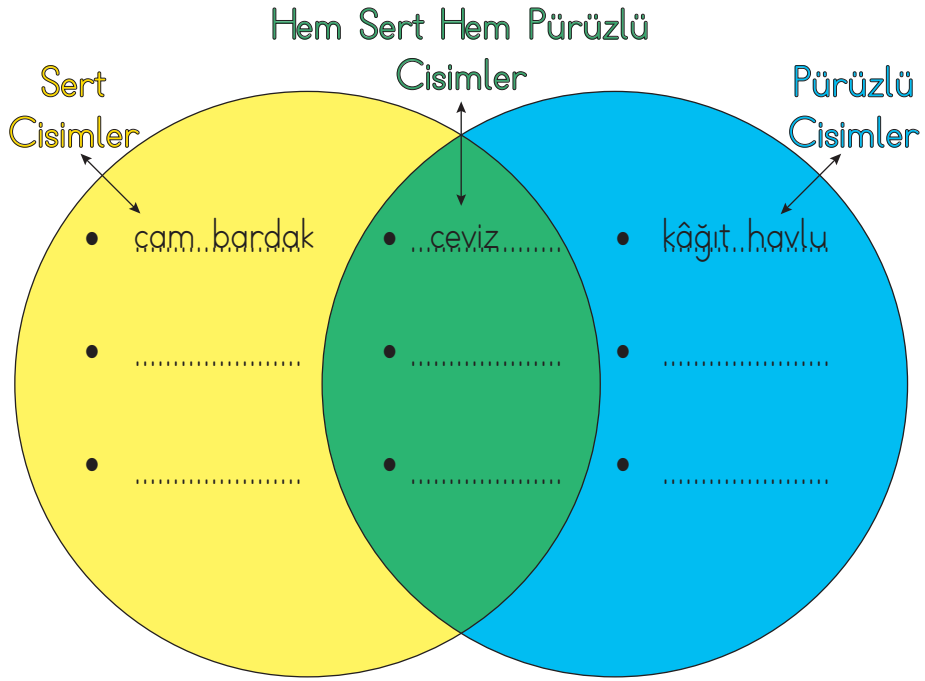 Hem Sert Hem Pürüzlü
Cisimler
Sert
Cisimler
Pürüzlü
Cisimler
• cam bardak
• ceviz
• kâğıt havlu